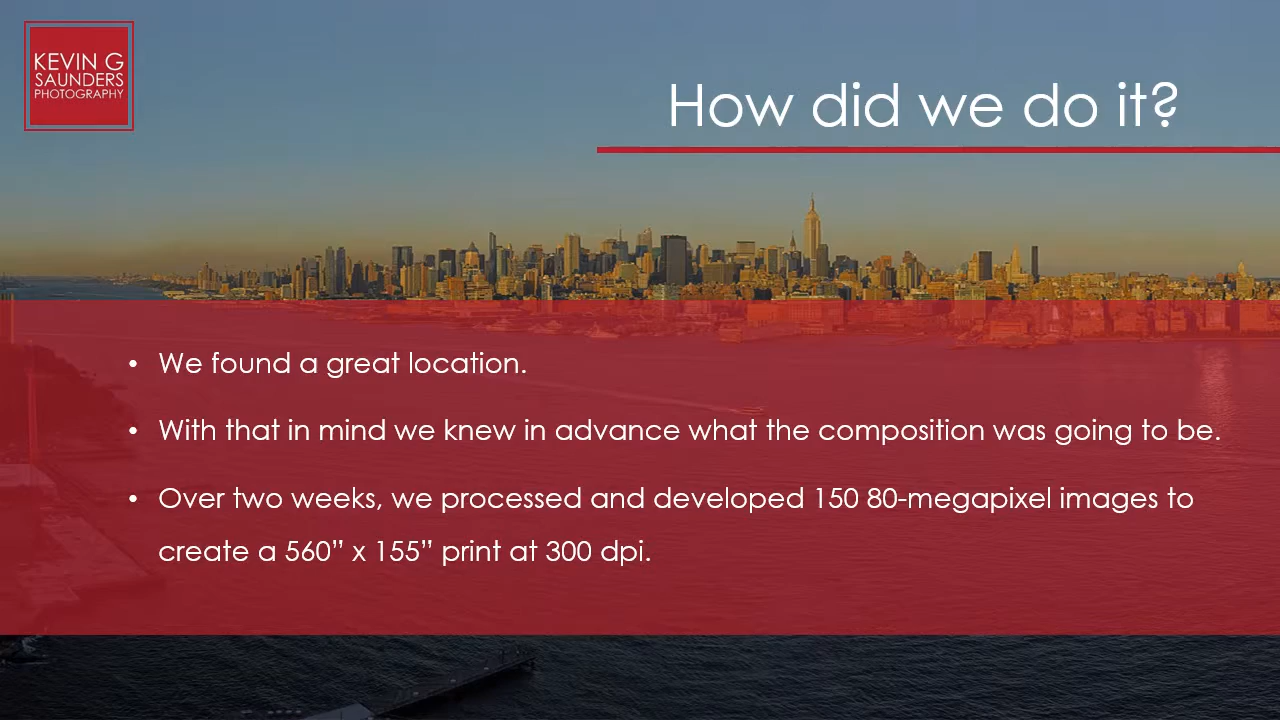 KEVIN G
SAUNDERS
PHOTOGRAPHY
How did we do it?
• We found a great location.
• With that in mind we knew in advance what the composition was going to be.
• Over two weeks, we processed and developed 150 80-megapixel images to
create a 560” x 155” print at 300 dpi.